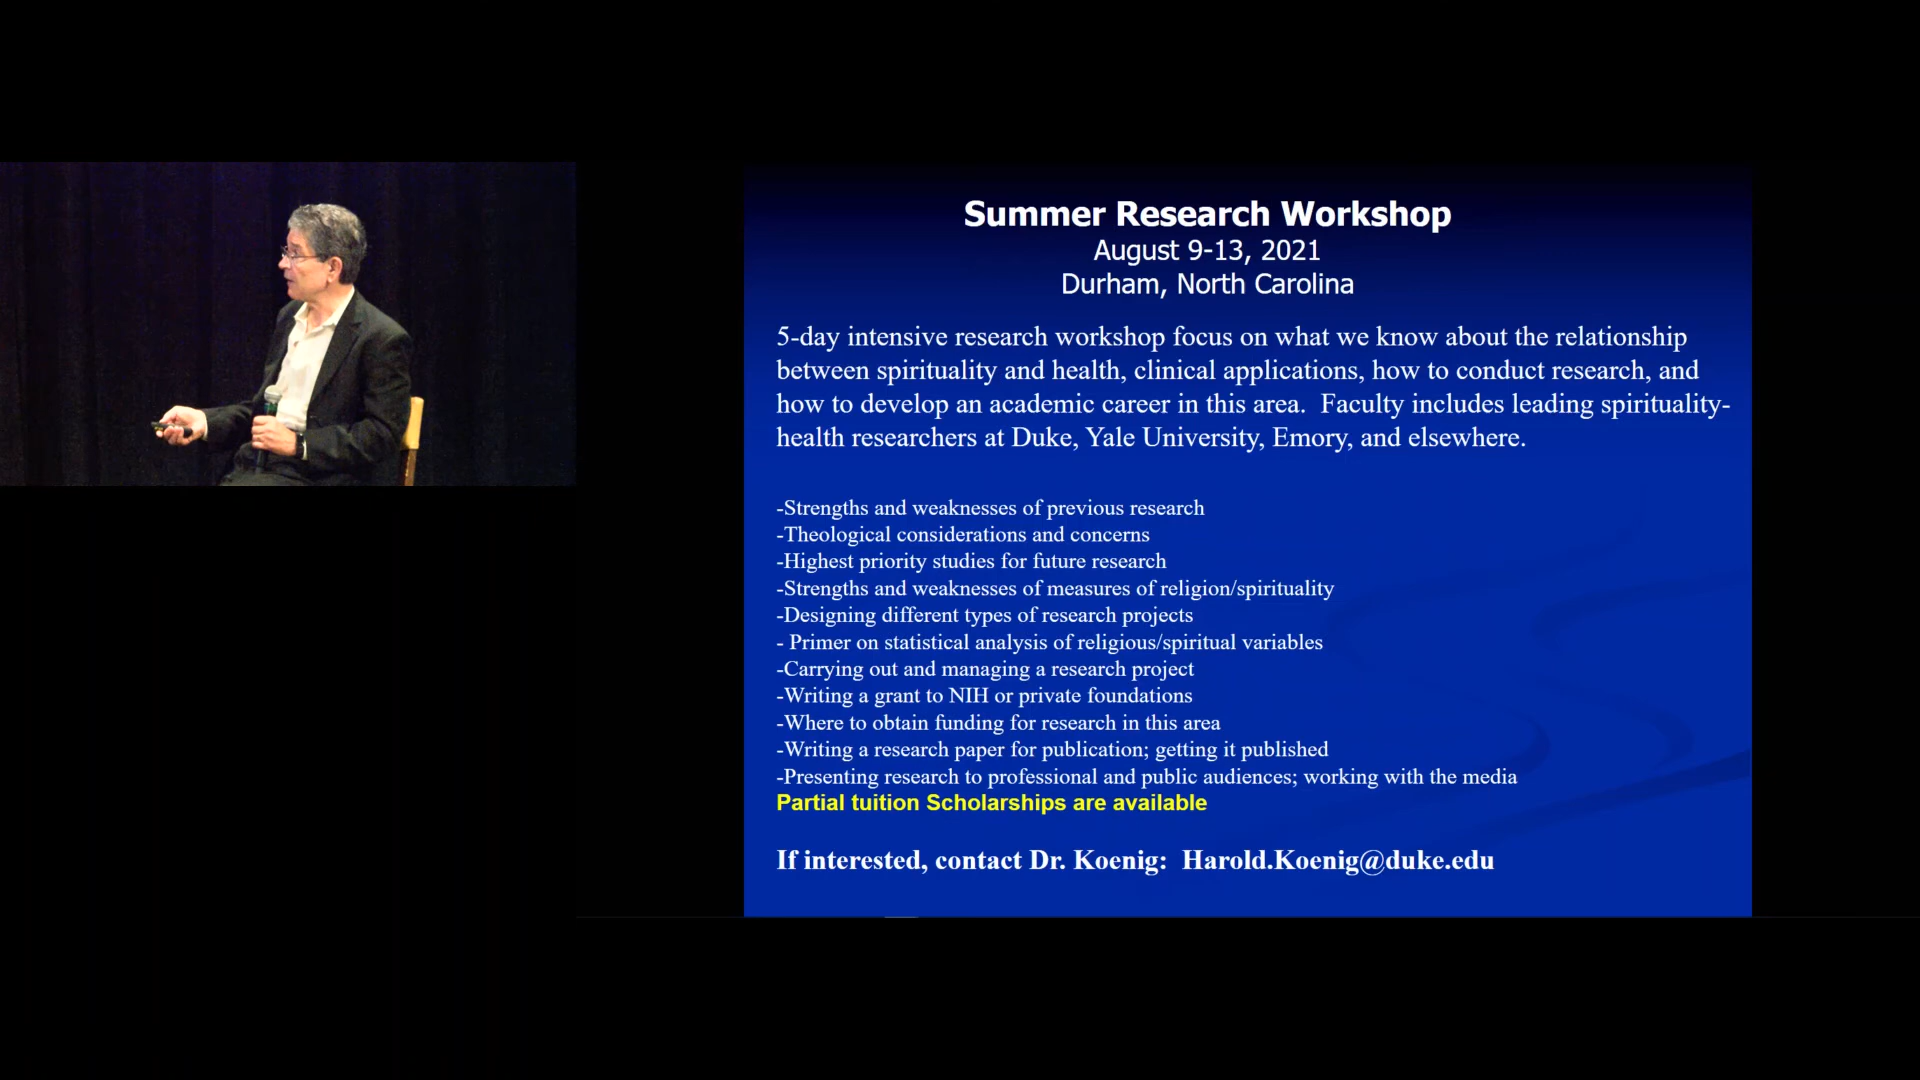 Summer Research Workshop
August 9-13, 2021
Durham, North Carolina
5-day intensive research workshop focus on what we know about the relationship
between spirituality and health, clinical applications, how to conduct research, and
how to develop an academic career in this area.  Faculty includes leading spirituality-
health researchers at Duke, Yale University, Emory, and elsewhere.
-Strengths and weaknesses of previous research
-Theological considerations and concerns
-Highest priority studies for future research
-Strengths and weaknesses of measures of religion/spirituality
-Designing different types of research projects
- Primer on statistical analysis of religious/spiritual variables
-Carrying out and managing a research project
-Writing a grant to NIH or private foundations
-Where to obtain funding for research in this area
-Writing a research paper for publication; getting it published
-Presenting research to professional and public audiences; working with the media
Partial tuition Scholarships are available
If interested, contact Dr. Koenig:  Harold.Koenig@duke.edu